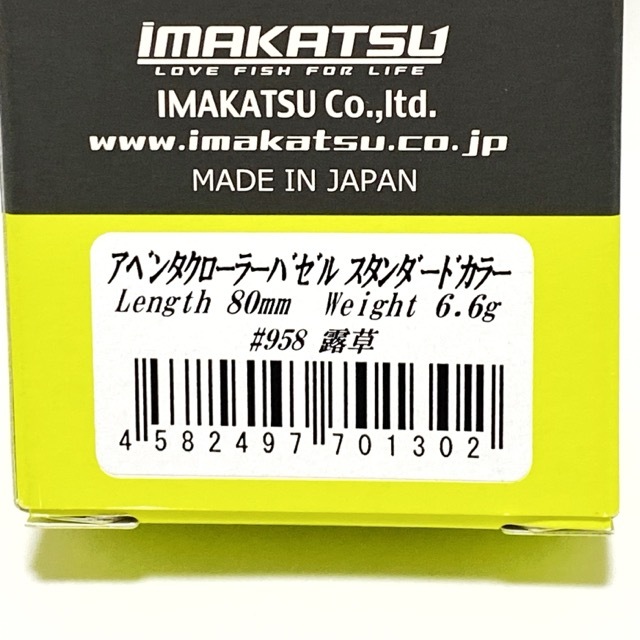 IMAKATSU
LOVE FISH FOR LIFE
IMAKATSU Co.,ltd.
www.imakatsu.co.jp
MADE IN JAPAN
アベンタクローラーバゼル スタンダードカラー
Length 80mm Weight 6.6g
#958 露草
4 582497 701302